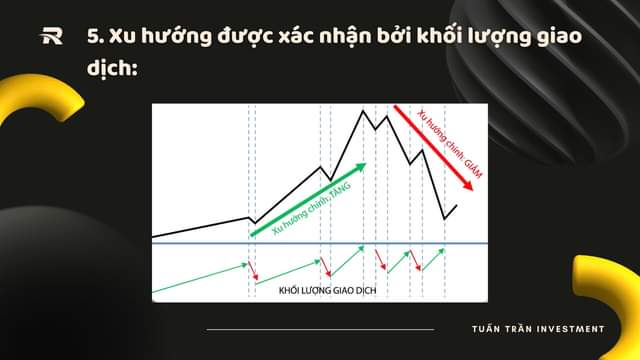 5. Xu hướng được xác nhận bởi khối lượng giao
dịch:
Xu hướng chính GIẢM
Xu hướng chính TĂNG
KHỐI LƯỢNG GIAO DỊCH
TUẤN TRẦN INVESTMENT